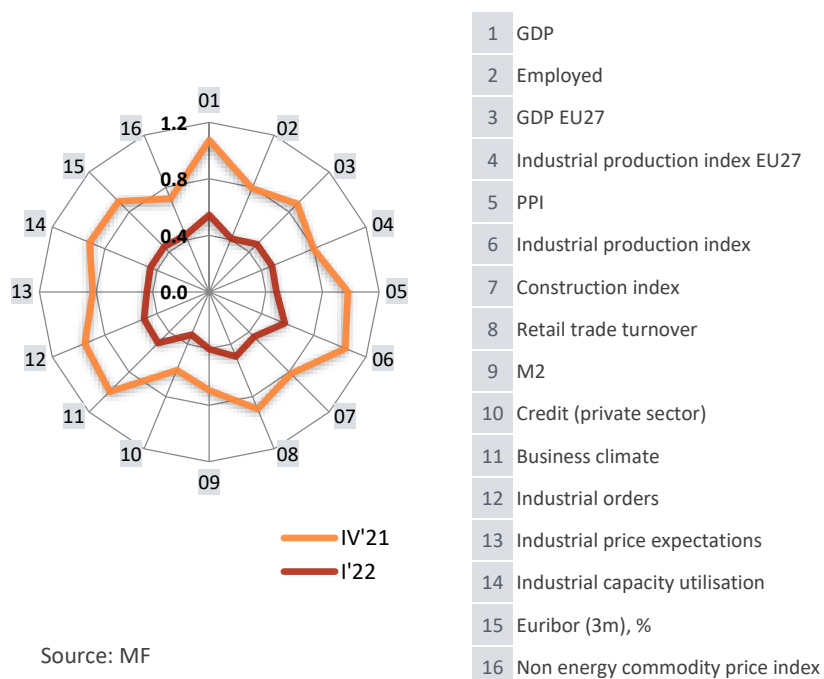 01
02
03
04
05
06
07
08
09
10
11
12
13
14
15
16
1.2
0.8
0.4
0.0
IV'21
I'22
Source: MF
1 GDP
2 Employed
3 GDP EU27
4 Industrial production index EU27
5 PPI
6 Industrial production index
7 Construction index
8 Retail trade turnover
9 M2
10 Credit (private sector)
11 Business climate
12 Industrial orders
13 Industrial price expectations
14 Industrial capacity utilisation
15 Euribor (3m), %
16 Non energy commodity price index